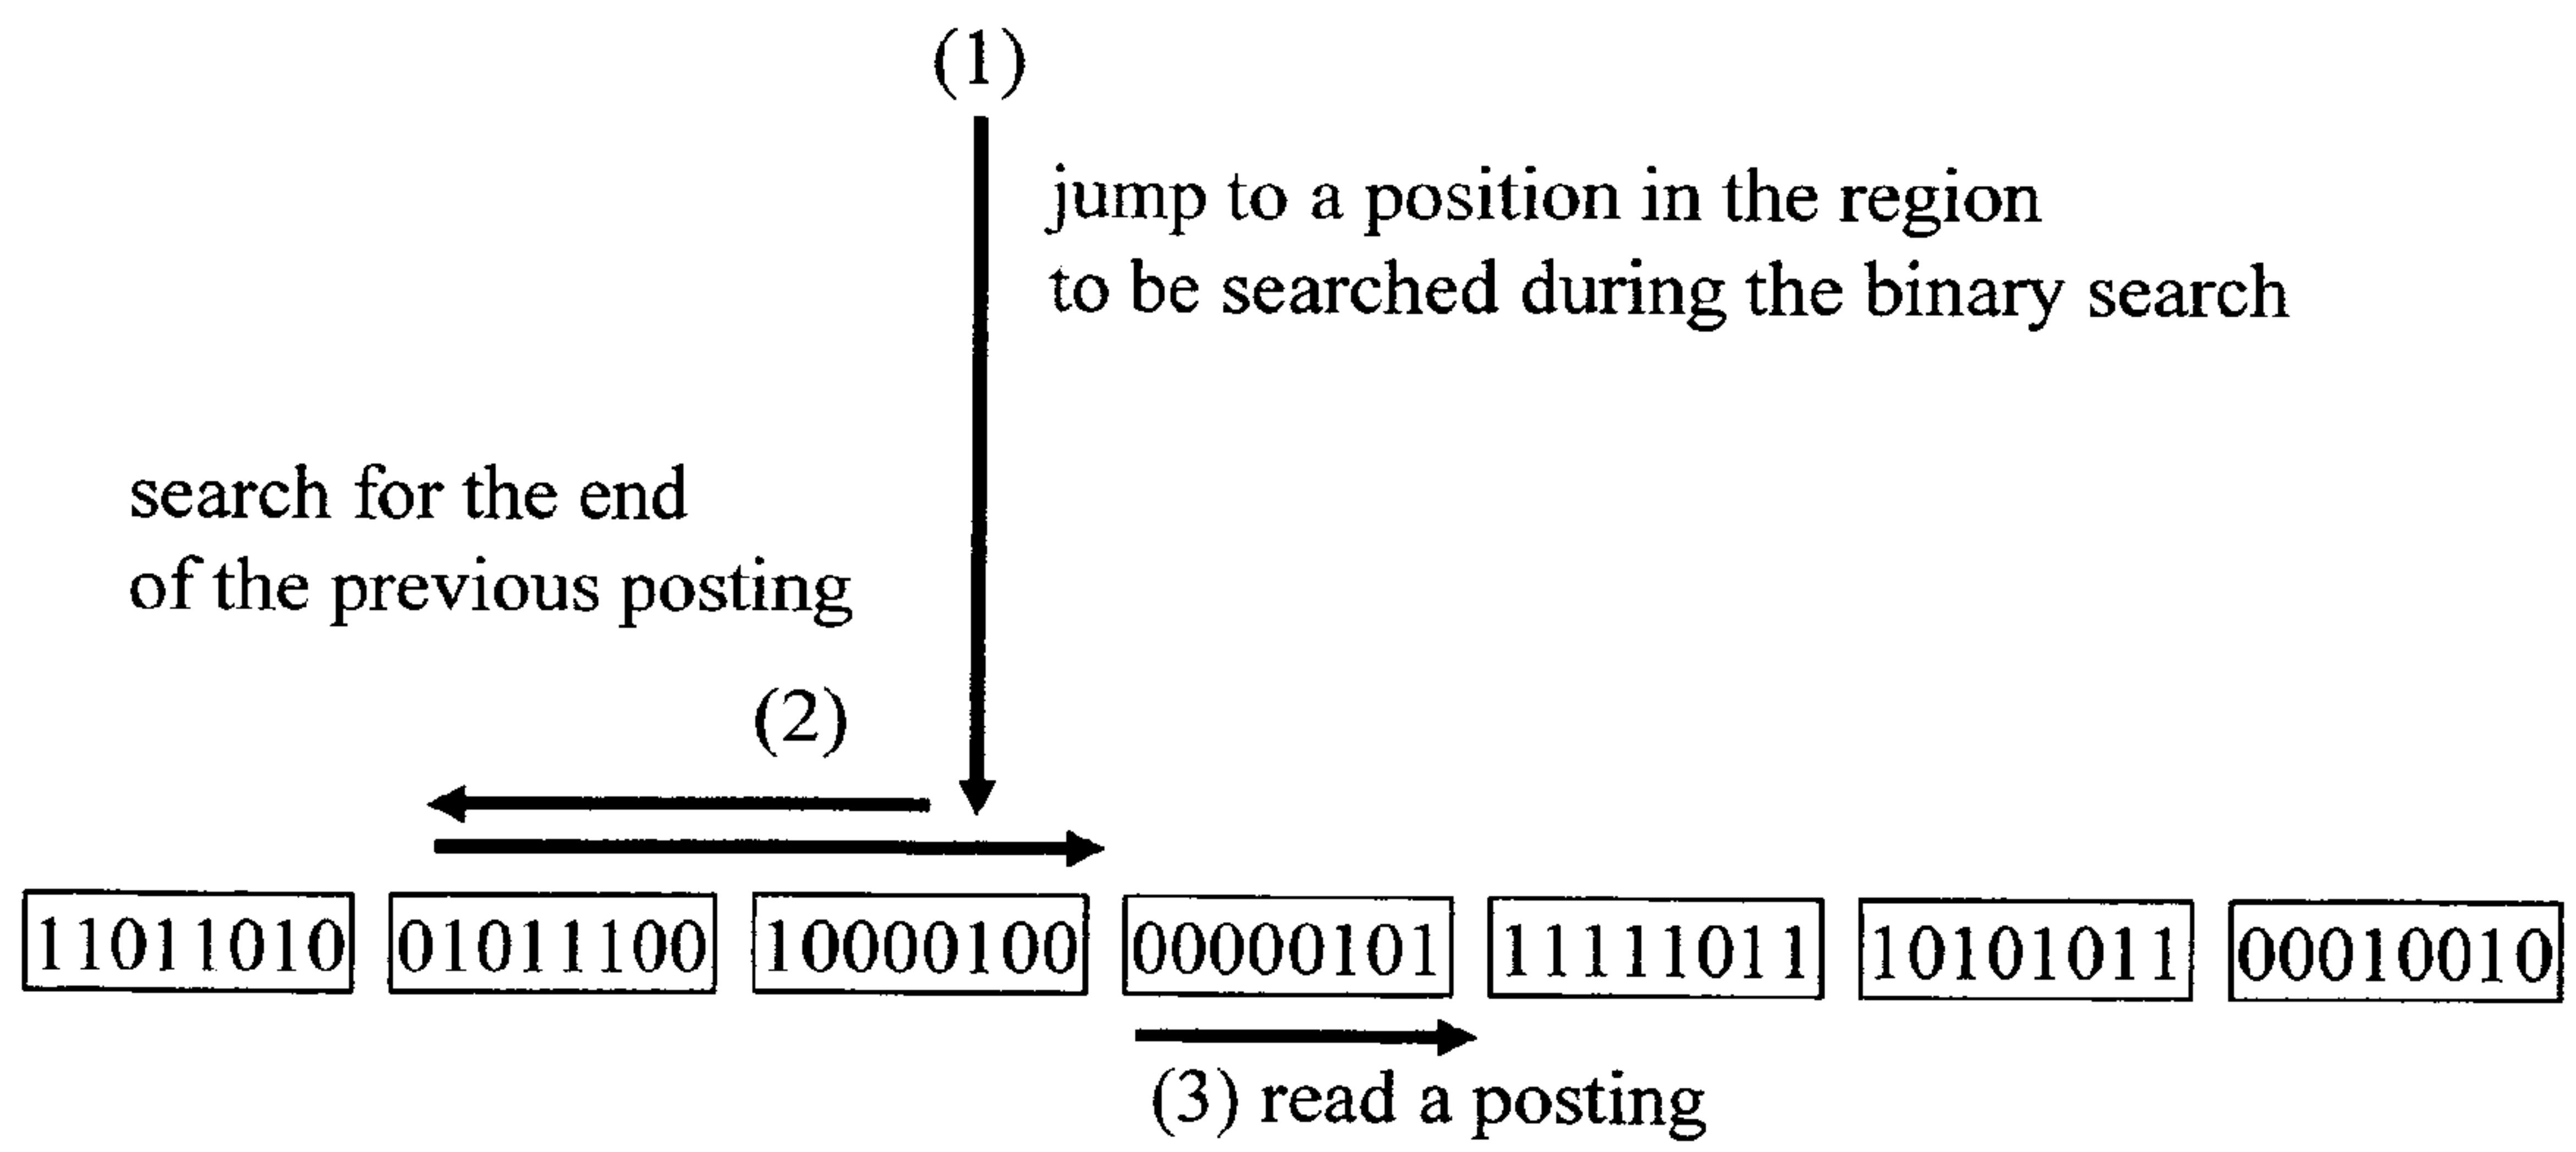 (1)
jump to a position in the region
to be searched during the binary search
search for the end
of the previous posting
(2)
11011010 01011100 10000100 00000101 11111011 10101011 00010010
(3) read a posting